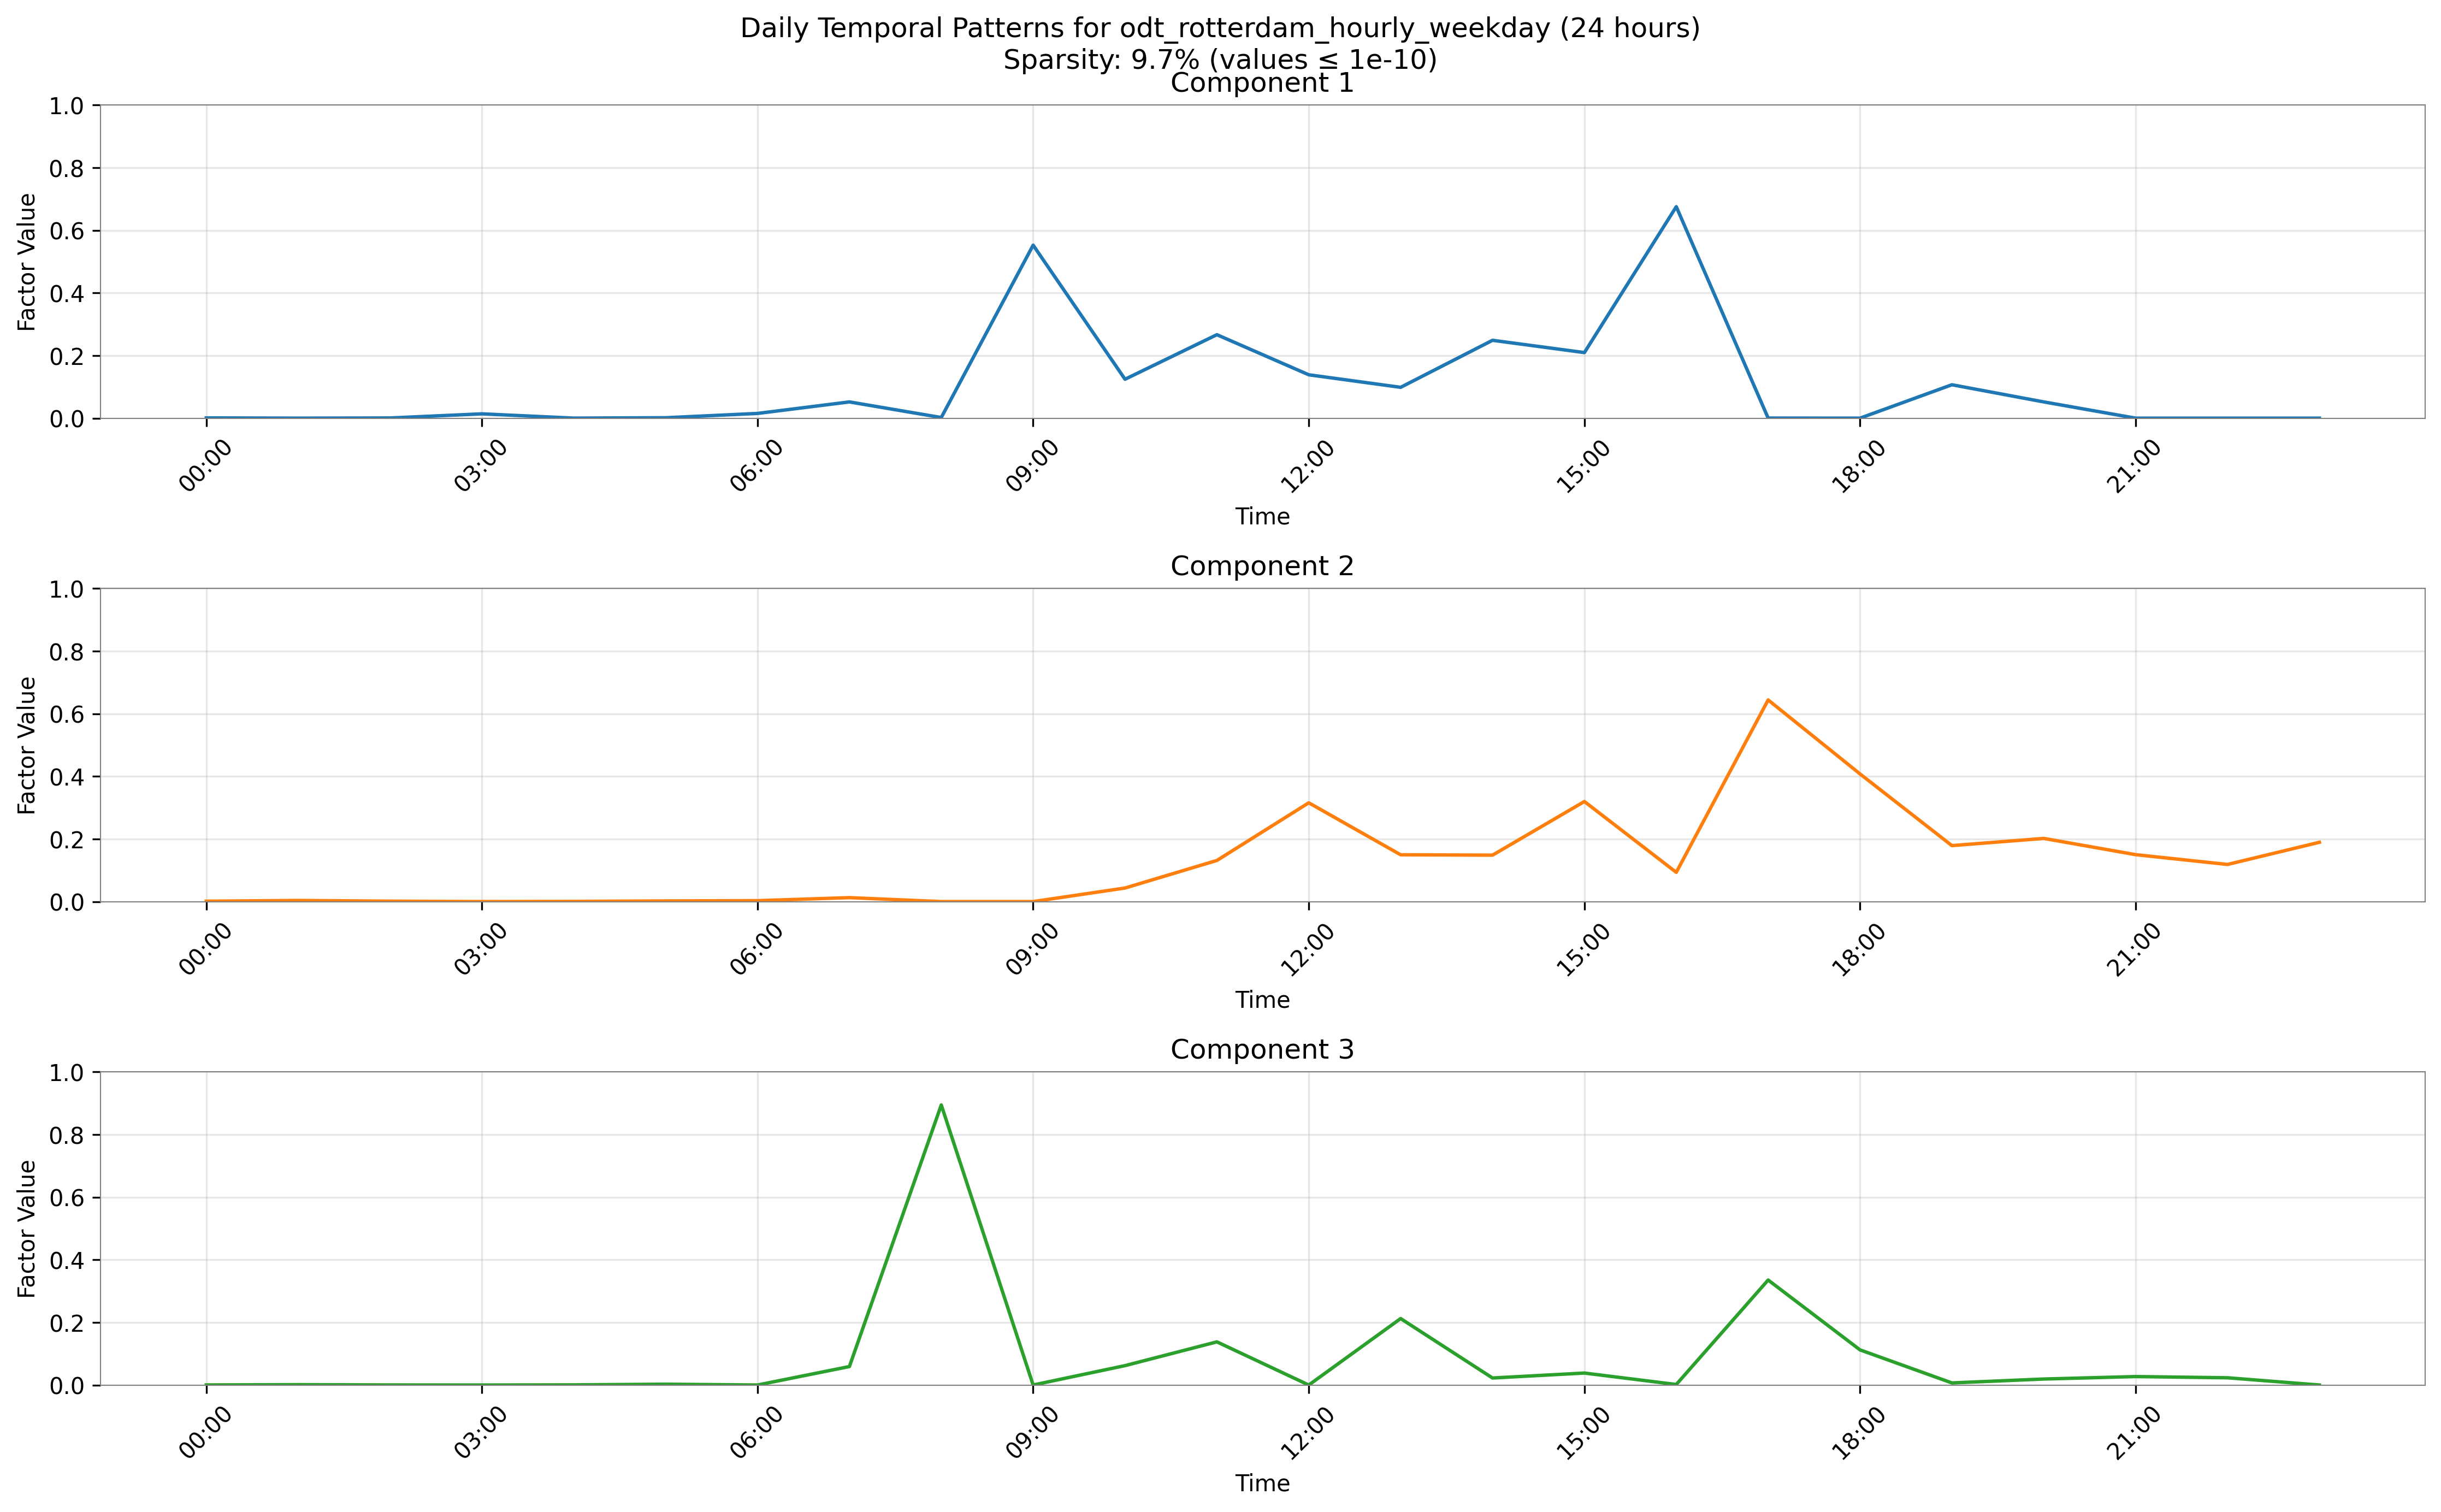 Daily Temporal Patterns for odt_rotterdam_hourly_weekday (24 hours)
Sparsity: 9.7% (values ≤ 1e-10)
Component 1
Factor Value
1.0
0.8
0.6
0.4
0.2
0.0
00:00 03:00 06:00 09:00 12:00 15:00 18:00 21:00
Time
Component 2
Factor Value
1.0
0.8
0.6
0.4
0.2
0.0
00:00 03:00 06:00 09:00 12:00 15:00 18:00 21:00
Time
Component 3
Factor Value
1.0
0.8
0.6
0.4
0.2
0.0
00:00 03:00 06:00 09:00 12:00 15:00 18:00 21:00
Time